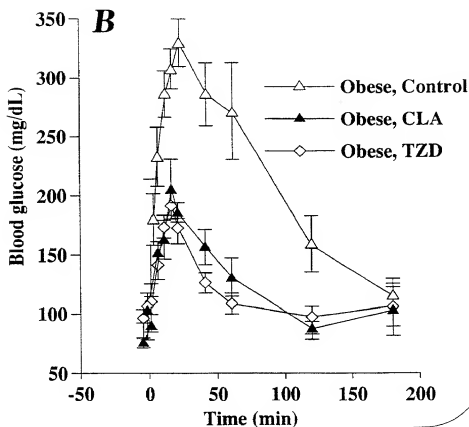 B
350
300
250
200
150
100
50
Blood glucose (mg/dL)
Obese, Control
Obese, CLA
Obese, TZD
-50 0 50 100 150 200
Time (min)